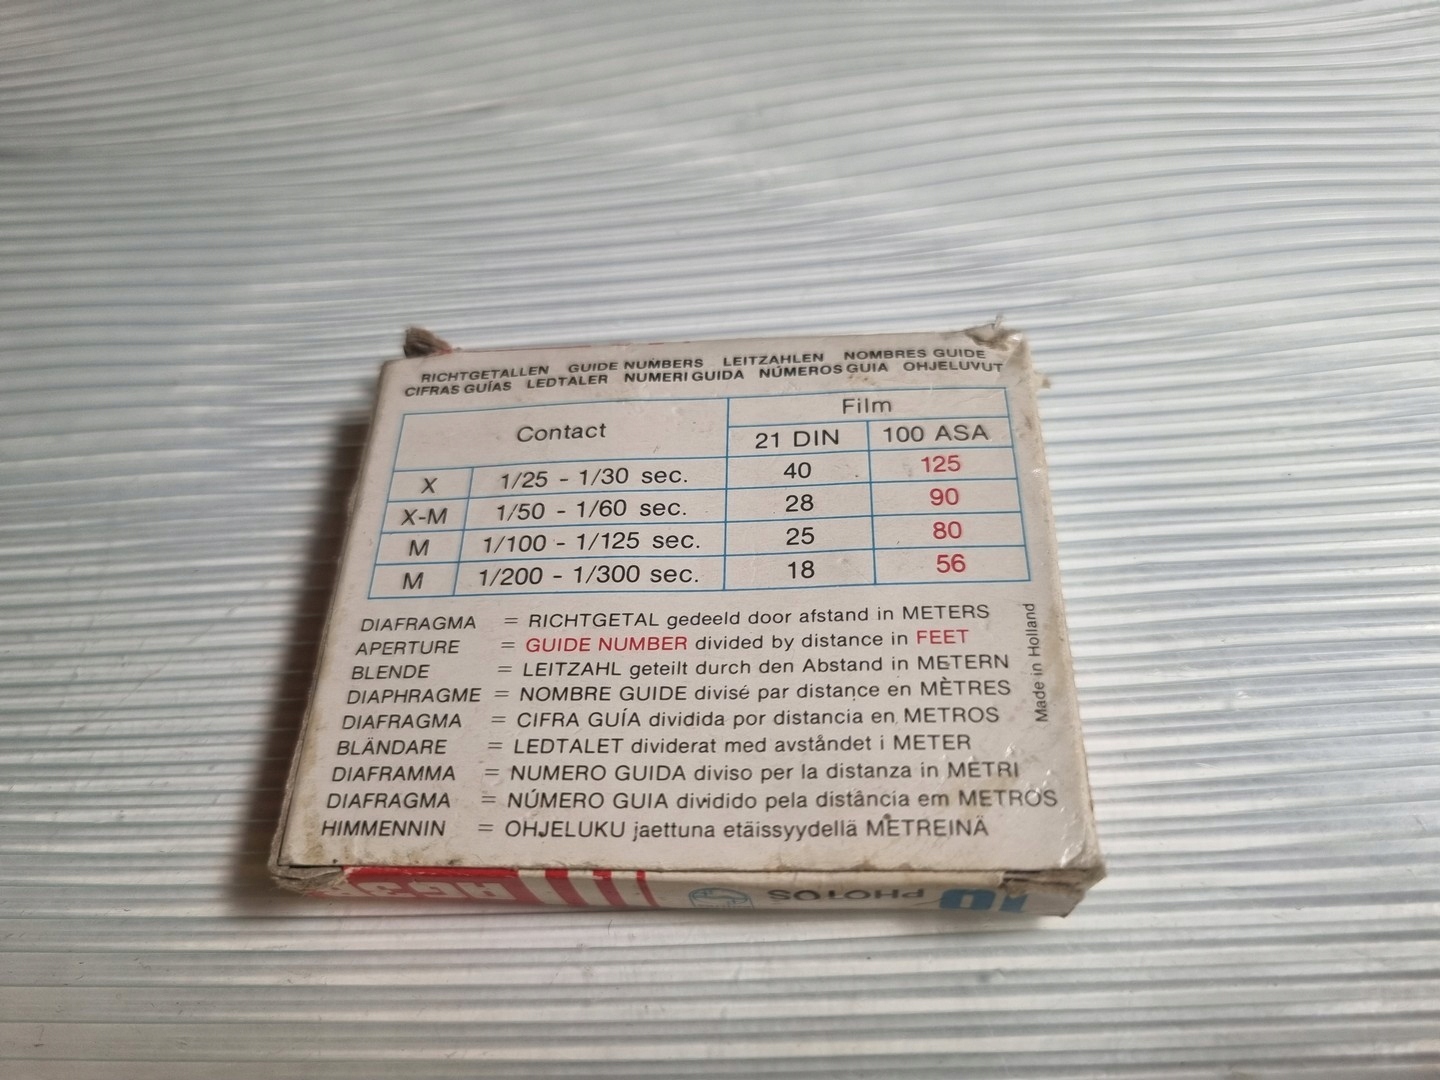 RICHTGETALLEN GUIDE NUMBERS LEITZAHLEN NOMBRES GUIDE
CIFRAS GUÍAS LEDTALER NUMERI GUIDA NÚMEROS GUIA OHJELUVUT
Contact Film
21 DIN 100 ASA
X 1/25 - 1/30 sec. 40 125
X-M 1/50 - 1/60 sec. 28 90
M 1/100 - 1/125 sec. 25 80
M 1/200 - 1/300 sec. 18 56
DIAFRAGMA = RICHTGETAL gedeeld door afstand in METERS
APERTURE = GUIDE NUMBER divided by distance in FEET
BLENDE = LEITZAHL geteilt durch den Abstand in METERN
DIAPHRAGME = NOMBRE GUIDE divisé par distance en MÈTRES
DIAFRAGMA = CIFRA GUÍA dividida por distancia en METROS
BLÄNDARE = LEDTALET dividerat med avståndet i METER
DIAFRAMMA = NUMERO GUIDA diviso per la distanza in METRI
DIAFRAGMA = NÚMERO GUIA dividido pela distância em METROS
HIMMENNIN = OHJELUKU jaettuna etäissyydellä METREINÄ
Made in Holland
10 PHOTOS